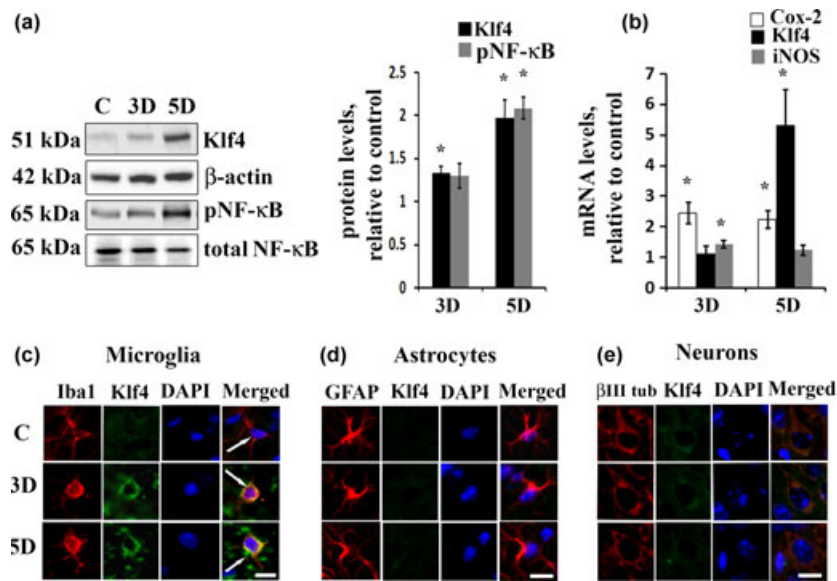 (a)
C 3D 5D
51 kDa Klf4
42 kDa β-actin
65 kDa pNF-κB
65 kDa total NF-κB
Klf4
pNF-κB
protein levels,
relative to control
2.5
2
1.5
1
0.5
0
* * *
3D 5D
(b)
Cox-2
Klf4
iNOS
mRNA levels,
relative to control
7
6
5
4
3
2
1
0
* * * *
3D 5D
(c) Microglia
Iba1 Klf4 DAPI Merged
C
3D
5D
(d) Astrocytes
GFAP Klf4 DAPI Merged
(e) Neurons
βIII tub Klf4 DAPI Merged